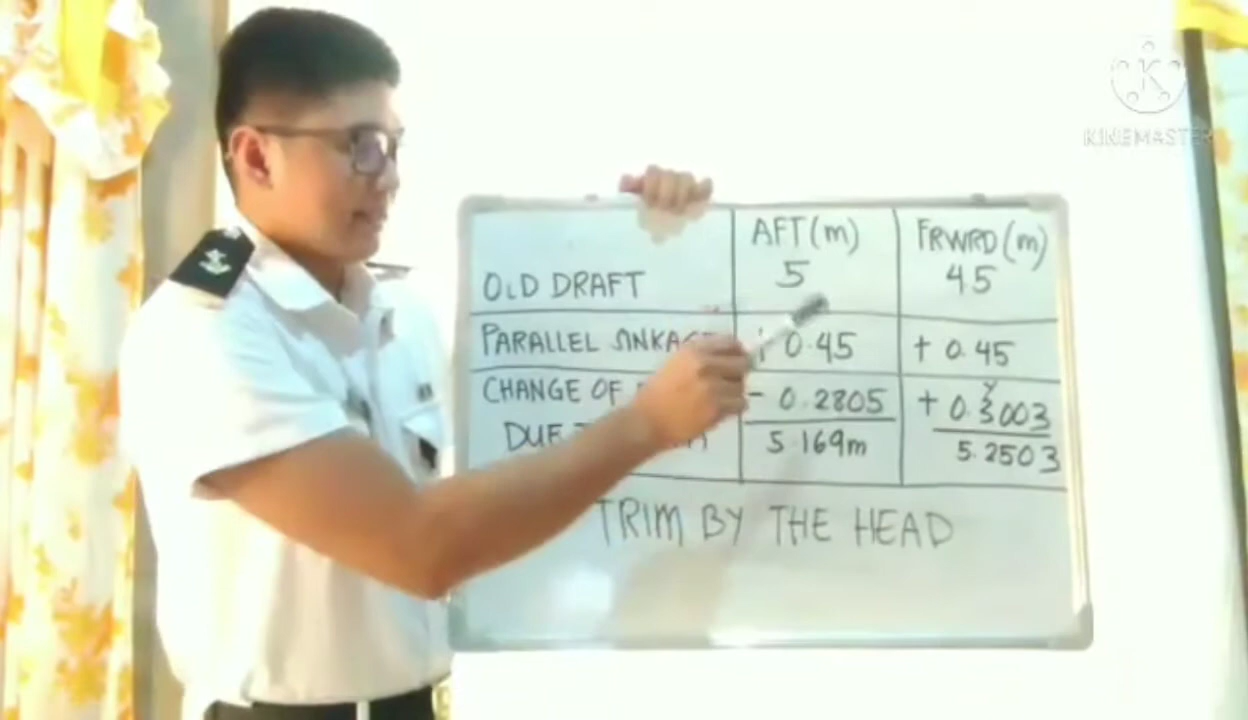 KINEMASTER
AFT(m) FRWRD(m)
OLD DRAFT 5 4.5
PARALLEL 0.45 + 0.45
CHANGE OF - 0.2805 + 0.3003
DUE 5.169m 5.2503
TRIM BY THE HEAD